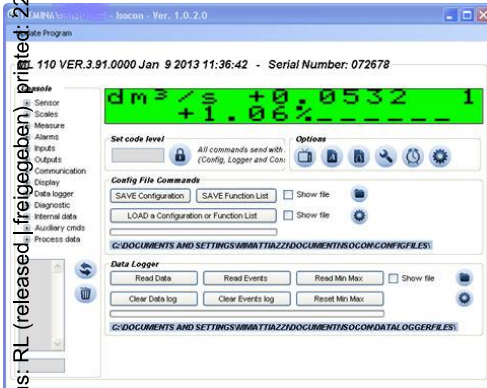 - Isocon - Ver. 1.0.2.0
ate Program
110 VER.3.91.0000 Jan 9 2013 11:36:42 - Serial Number: 072678
Sensor
Scales
Measure
Alarms
Inputs
Outputs
Communication
Display
Data logger
Diagnostic
Internal data
Auxiliary cmds
Process data
dm³/s +0.0532 1
+1.06%
Set code level
All commands send with
(Config, Logger and Con
Options
Config File Commands
SAVE Configuration SAVE Function List Show file
LOAD a Configuration or Function List Show file
C:\DOCUMENTS AND SETTINGS\MMATTIAZZI\DOCUMENTI\ISOCON\CONFIGFILES\
Data Logger
Read Data Read Events Read Min Max Show file
Clear Data log Clear Events log Reset Min Max
C:\DOCUMENTS AND SETTINGS\MMATTIAZZI\DOCUMENTI\ISOCON\DATALOGGERFILES\
us: RL (released | freigegeben) printed: 22